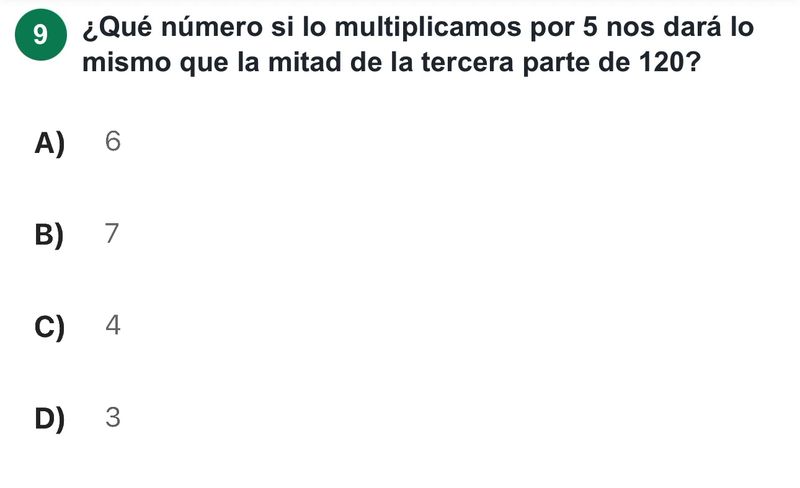 9 ¿Qué número si lo multiplicamos por 5 nos dará lo
mismo que la mitad de la tercera parte de 120?
A) 6
B) 7
C) 4
D) 3